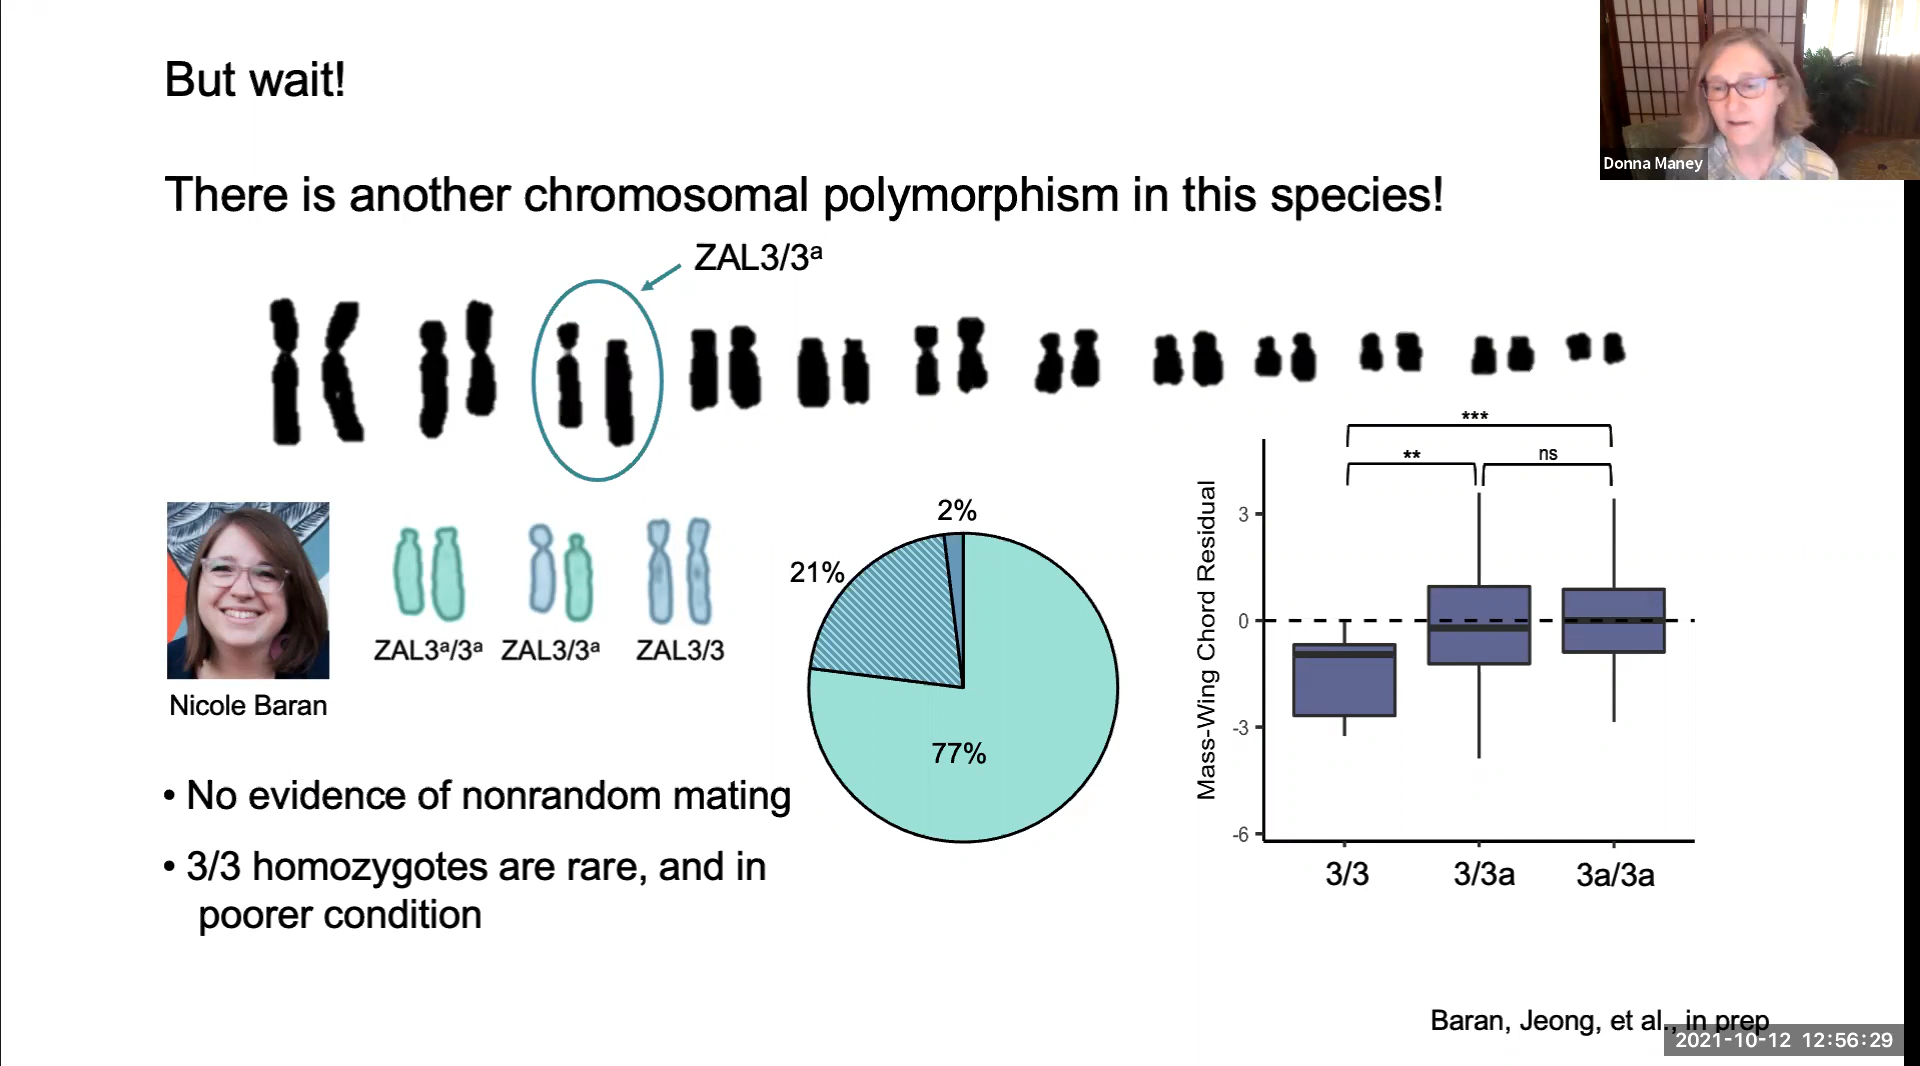 But wait!
Donna Maney
There is another chromosomal polymorphism in this species!
ZAL3/3ᵃ
***
**
ns
2%
21%
77%
ZAL3ᵃ/3ᵃ
ZAL3/3ᵃ
ZAL3/3
Nicole Baran
• No evidence of nonrandom mating
• 3/3 homozygotes are rare, and in
poorer condition
Mass-Wing Chord Residual
3
0
-3
-6
3/3
3/3a
3a/3a
Baran, Jeong, et al., in prep
2021-10-12 12:56:29